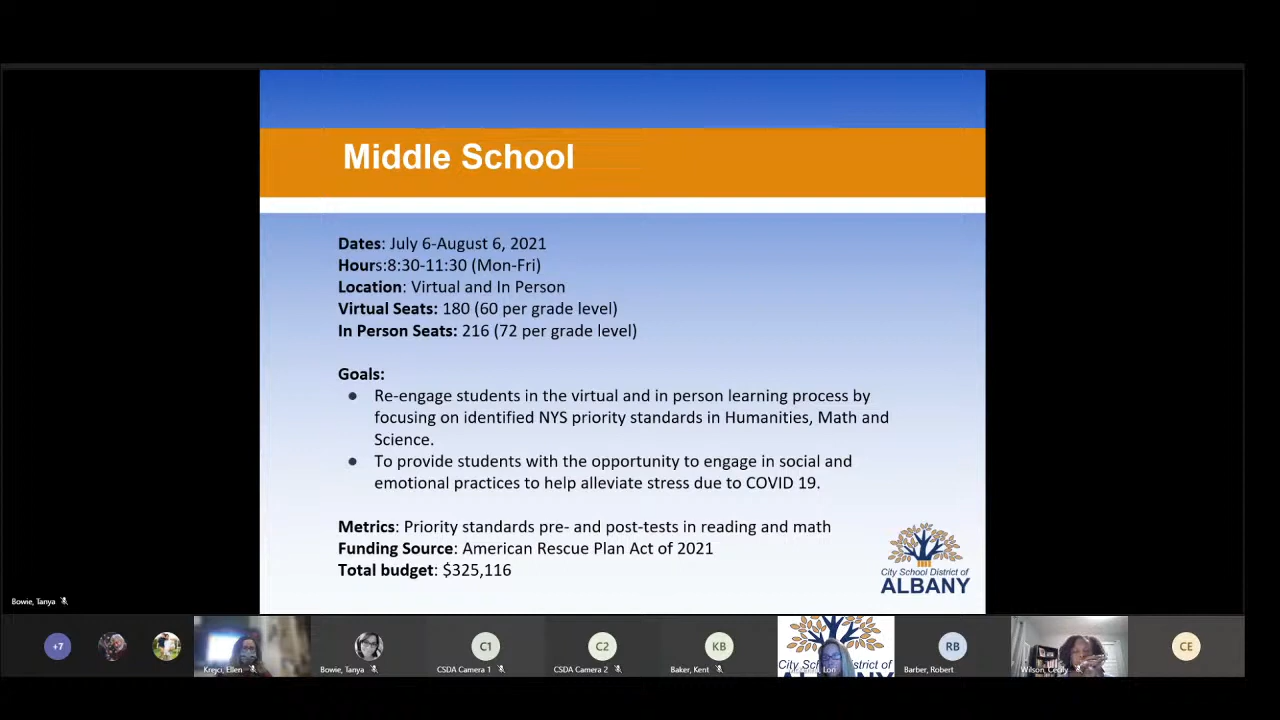 Middle School
Dates: July 6-August 6, 2021
Hours:8:30-11:30 (Mon-Fri)
Location: Virtual and In Person
Virtual Seats: 180 (60 per grade level)
In Person Seats: 216 (72 per grade level)
Goals:
● Re-engage students in the virtual and in person learning process by
focusing on identified NYS priority standards in Humanities, Math and
Science.
● To provide students with the opportunity to engage in social and
emotional practices to help alleviate stress due to COVID 19.
Metrics: Priority standards pre- and post-tests in reading and math
Funding Source: American Rescue Plan Act of 2021
Total budget: $325,116
City School District of
ALBANY
Bowie, Tanya
+7
C1
C2
KB
City School District of
RB
CE
Krejci, Ellen
Bowie, Tanya
CSDA Camera 1
CSDA Camera 2
Baker, Kent
Lori
Barber, Robert
Wilson, Cecily